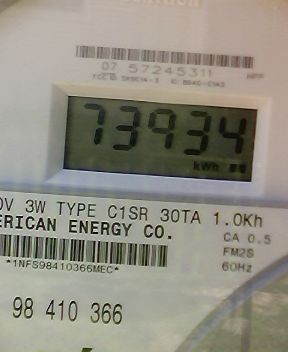 07 57245311
73934
kWh
0V 3W TYPE C1SR 30TA 1.0Kh
ERICAN ENERGY CO.
CA 0.5
FM2S
60Hz
*1NFS98410366MEC*
98 410 366